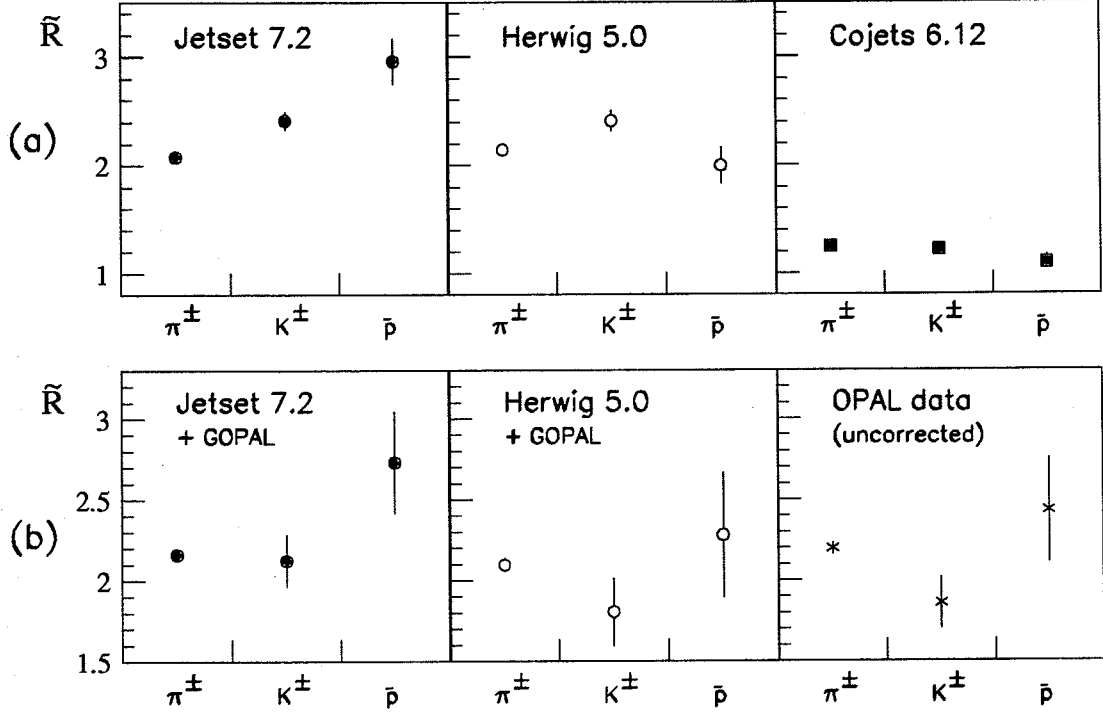 R̃
Jetset 7.2
Herwig 5.0
Cojets 6.12
(a)
3
2
1
π± K± p̄
π± K± p̄
π± K± p̄
R̃
Jetset 7.2
+ GOPAL
Herwig 5.0
+ GOPAL
OPAL data
(uncorrected)
(b)
3
2.5
2
1.5
π± K± p̄
π± K± p̄
π± K± p̄